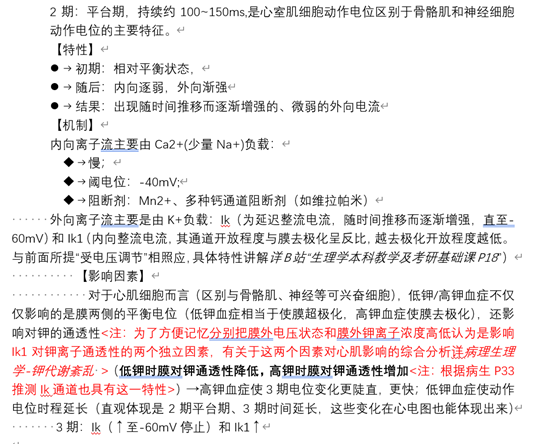 2 期：平台期，持续约 100~150ms,是心室肌细胞动作电位区别于骨骼肌和神经细胞
动作电位的主要特征。
【特性】
● → 初期：相对平衡状态，
● → 随后：内向逐弱，外向渐强
● → 结果：出现随时间推移而逐渐增强的、微弱的外向电流
【机制】
内向离子流主要由 Ca2+(少量 Na+)负载：
◆ → 慢；
◆ → 阈电位：-40mV;
◆ → 阻断剂：Mn2+、多种钙通道阻断剂（如维拉帕米）
外向离子流主要是由 K+负载：Ik（为延迟整流电流，随时间推移而逐渐增强，直至-
60mV）和 Ik1（内向整流电流，其通道开放程度与膜去极化呈反比，越去极化开放程度越低。
与前面所提“受电压调节”相照应，具体特性讲解详 B 站“生理学本科教学及考研基础课 P18”）
【影响因素】
对于心肌细胞而言（区别与骨骼肌、神经等可兴奋细胞），低钾/高钾血症不仅
仅影响的是膜两侧的平衡电位（低钾血症相当于使膜超极化，高钾血症使膜去极化），还影
响对钾的通透性<注：为了方便记忆分别把膜外电压状态和膜外钾离子浓度高低认为是影响
Ik1 对钾离子通透性的两个独立因素，有关于这两个因素对心肌影响的综合分析详病理生理
学-钾代谢紊乱 >（低钾时膜对钾通透性降低，高钾时膜对钾通透性增加<注：根据病生 P33
推测 Ik 通道也具有这一特性>）→高钾血症使 3 期电位变更陡直，更快；低钾血症使动作
电位时程延长（直观体现是 2 期平台期、3 期时间延长，这些变化在心电图也能体现出来）
3 期：Ik（↑至-60mV 停止）和 Ik1↑